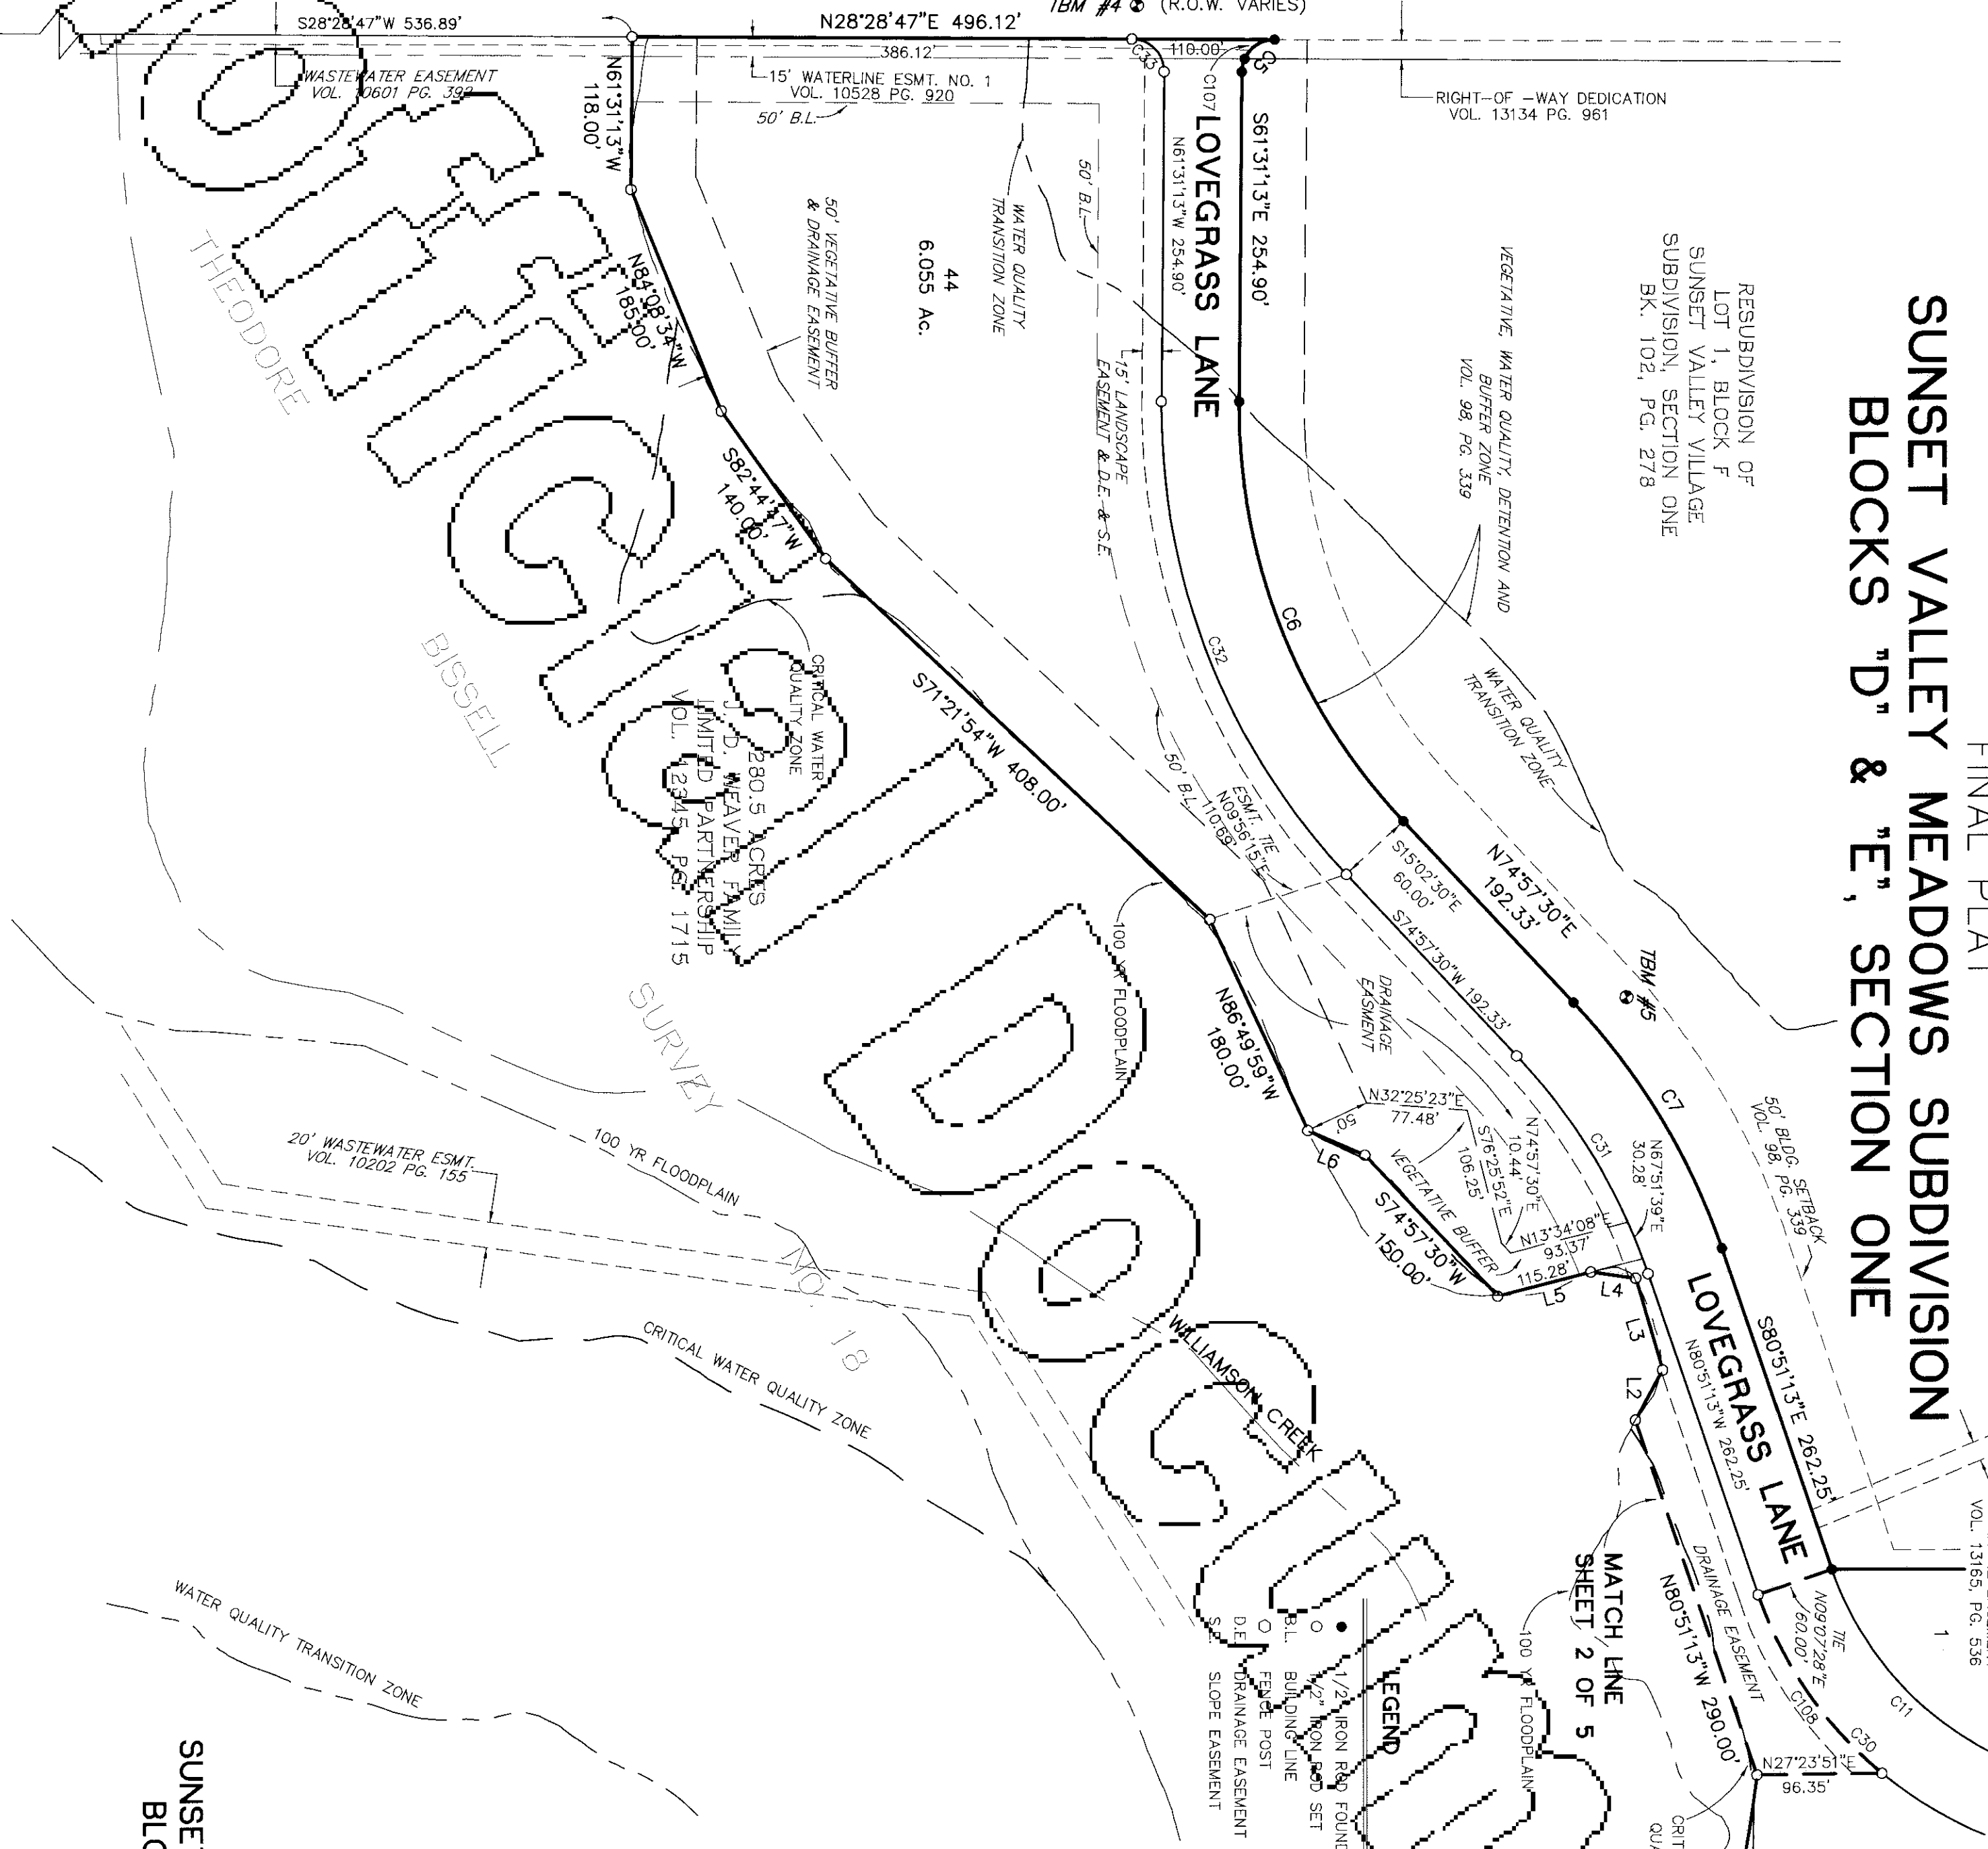 FINAL PLAT
SUNSET VALLEY MEADOWS SUBDIVISION
BLOCKS "D" & "E", SECTION ONE
TBM #4 (R.O.W. VARIES)
S28°28'47"W 536.89'
N28°28'47"E 496.12'
386.12'
110.00'
C33
C5
C107
WASTEWATER EASEMENT
VOL. 10601 PG. 392
15' WATERLINE ESMT. NO. 1
VOL. 10528 PG. 920
50' B.L.
RIGHT-OF -WAY DEDICATION
VOL. 13134 PG. 961
N61°31'13"W
118.00'
N84°08'34"W
185.00'
S82°44'47"W
140.00'
S71°21'54"W 408.00'
50' VEGETATIVE BUFFER
& DRAINAGE EASEMENT
44
6.055 Ac.
WATER QUALITY
TRANSITION ZONE
50' B.L.
N61°31'13"W 254.90'
LOVEGRASS LANE
S61°31'13"E 254.90'
15' LANDSCAPE
EASEMENT & D.E. & S.E.
RESUBDIVISION OF
LOT 1, BLOCK F
SUNSET VALLEY VILLAGE
SUBDIVISION, SECTION ONE
BK. 102, PG. 278
VEGETATIVE, WATER QUALITY, DETENTION AND
BUFFER ZONE
VOL. 98, PG. 339
C6
C32
WATER QUALITY
TRANSITION ZONE
50' B.L.
ESMT. TIE
N09°56'15"E
110.69'
S15°02'30"E
60.00'
N74°57'30"E
192.33'
S74°57'30"W 192.33'
TBM #5
C7
C31
50' BLDG. SETBACK
VOL. 98, PG. 339
DRAINAGE
EASMENT
100 YR FLOODPLAIN
N86°49'59"W
180.00'
N32°25'23"E
77.48'
50'
L6
VEGETATIVE BUFFER
S76°25'52"E
106.25'
N74°57'30"E
10.44'
N67°51'39"E
30.28'
N13°34'08"E
93.37'
115.28'
S74°57'30"W
150.00'
L5
L4
L3
L2
LOVEGRASS LANE
S80°51'13"E 262.25'
N80°51'13"W 262.25'
DRAINAGE EASEMENT
N80°51'13"W 290.00'
TIE
N09°07'28"E
60.00'
C108
C30
C11
1
VOL. 13165, PG. 536
N27°23'51"E
96.35'
MATCH LINE
SHEET 2 OF 5
100 YR FLOODPLAIN
CRIT
QUA
CRITICAL WATER
QUALITY ZONE
280.5 ACRES
J. D. WEAVER FAMILY
LIMITED PARTNERSHIP
VOL. 12345 PG. 1715
THEODORE
BISSELL
SURVEY
NO. 18
20' WASTEWATER ESMT.
VOL. 10202 PG. 155
100 YR FLOODPLAIN
CRITICAL WATER QUALITY ZONE
WILLIAMSON CREEK
WATER QUALITY TRANSITION ZONE
LEGEND
1/2" IRON ROD FOUND
1/2" IRON ROD SET
B.L. BUILDING LINE
FENCE POST
D.E. DRAINAGE EASEMENT
S.E. SLOPE EASEMENT
SUNSET
BLO
Official Docum